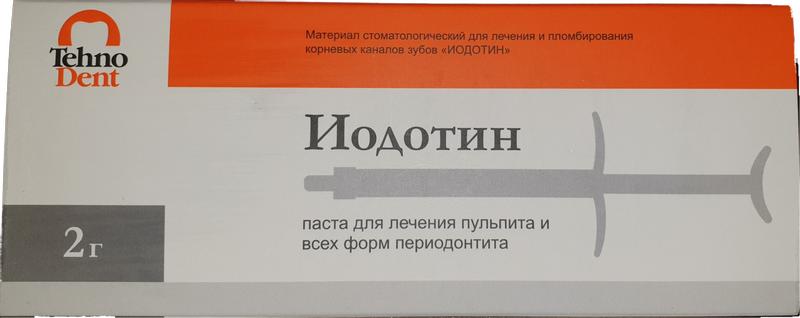 Tehno
Dent
Материал стоматологический для лечения и пломбирования
корневых каналов зубов «ИОДОТИН»
Иодотин
паста для лечения пульпита и
всех форм периодонтита
2 г